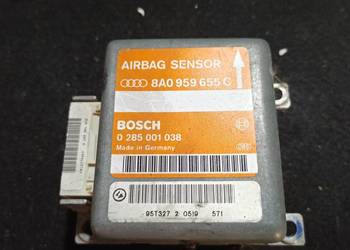 AIRBAG SENSOR
8A0 959 655 C
BOSCH
0 285 001 038
Made in Germany
95T327 2 0519 571